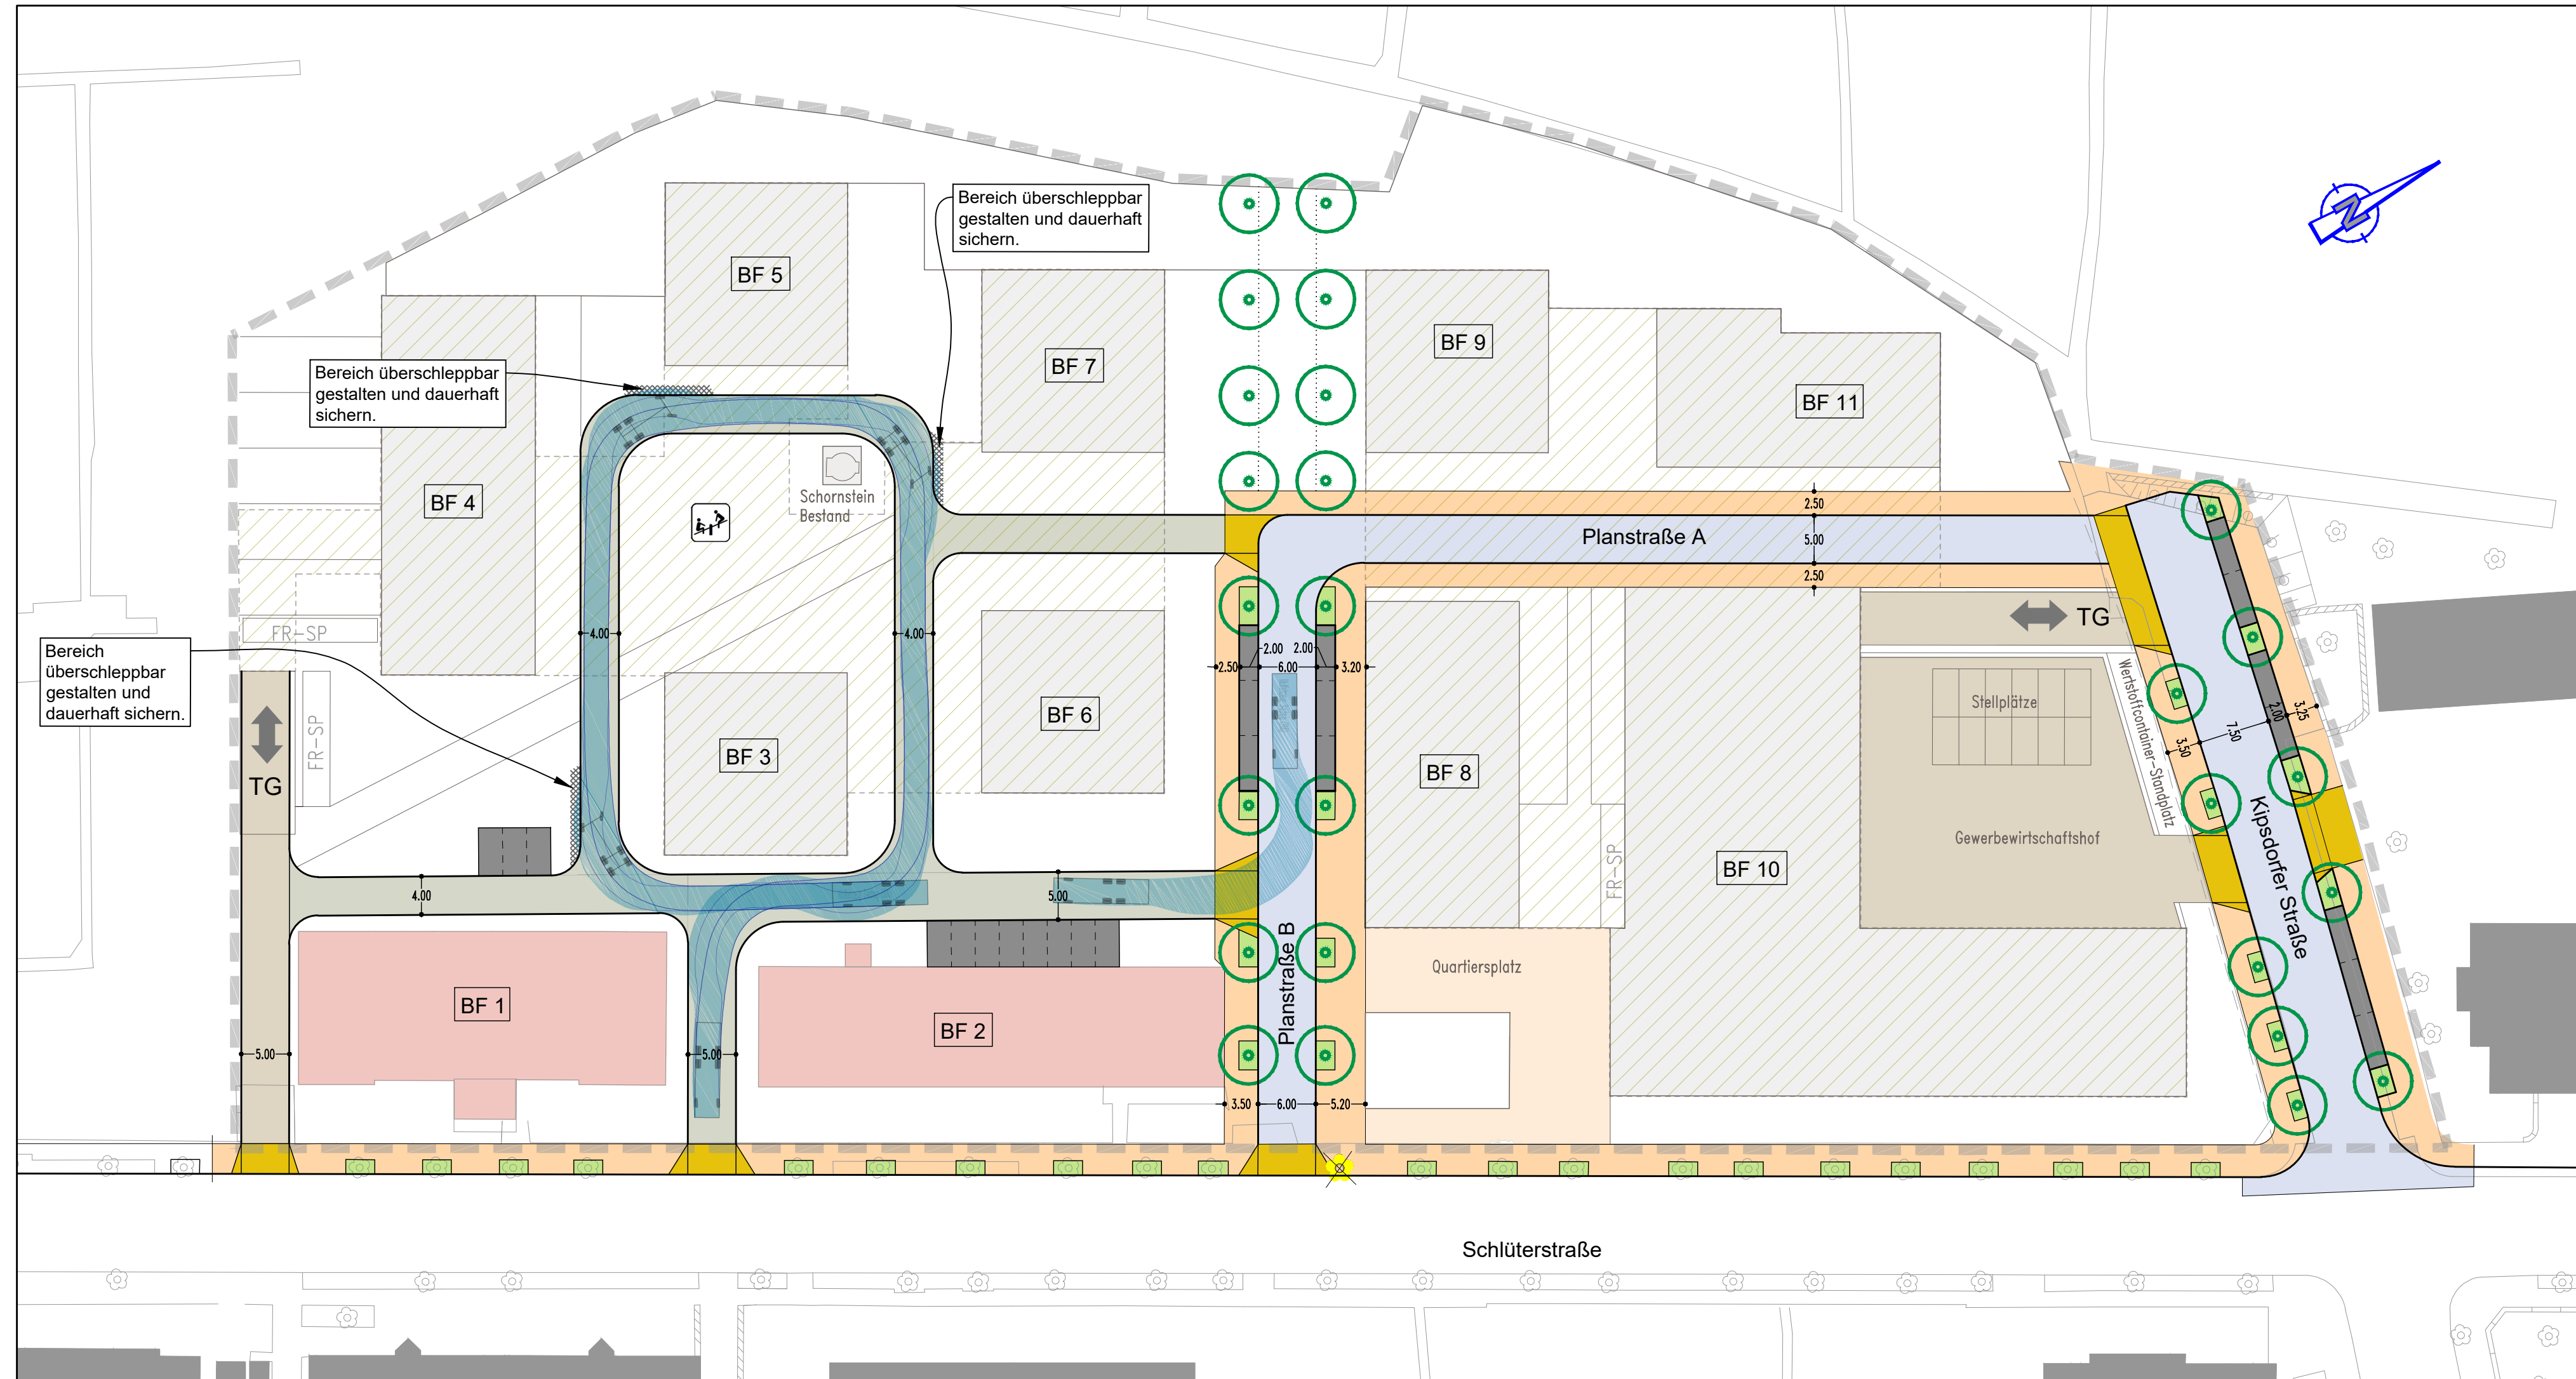 Bereich überschleppbar
gestalten und dauerhaft
sichern.
N
BF 5
BF 7
BF 9
BF 11
Bereich überschleppbar
gestalten und dauerhaft
sichern.
BF 4
Schornstein
Bestand
2.50
Planstraße A
5.00
2.50
FR-SP
4.00
4.00
TG
Bereich
überschleppbar
gestalten und
dauerhaft sichern.
2.00
2.00
2.50
6.00
3.20
Wertstoffcontainer-Standplatz
Stellplätze
3.50
7.50
2.00
3.25
FR-SP
BF 3
BF 6
BF 8
TG
Kipsdorfer Straße
Gewerbewirtschaftshof
FR-SP
BF 10
4.00
5.00
Planstraße B
Quartiersplatz
BF 1
BF 2
5.00
5.00
3.50
6.00
5.20
Schlüterstraße